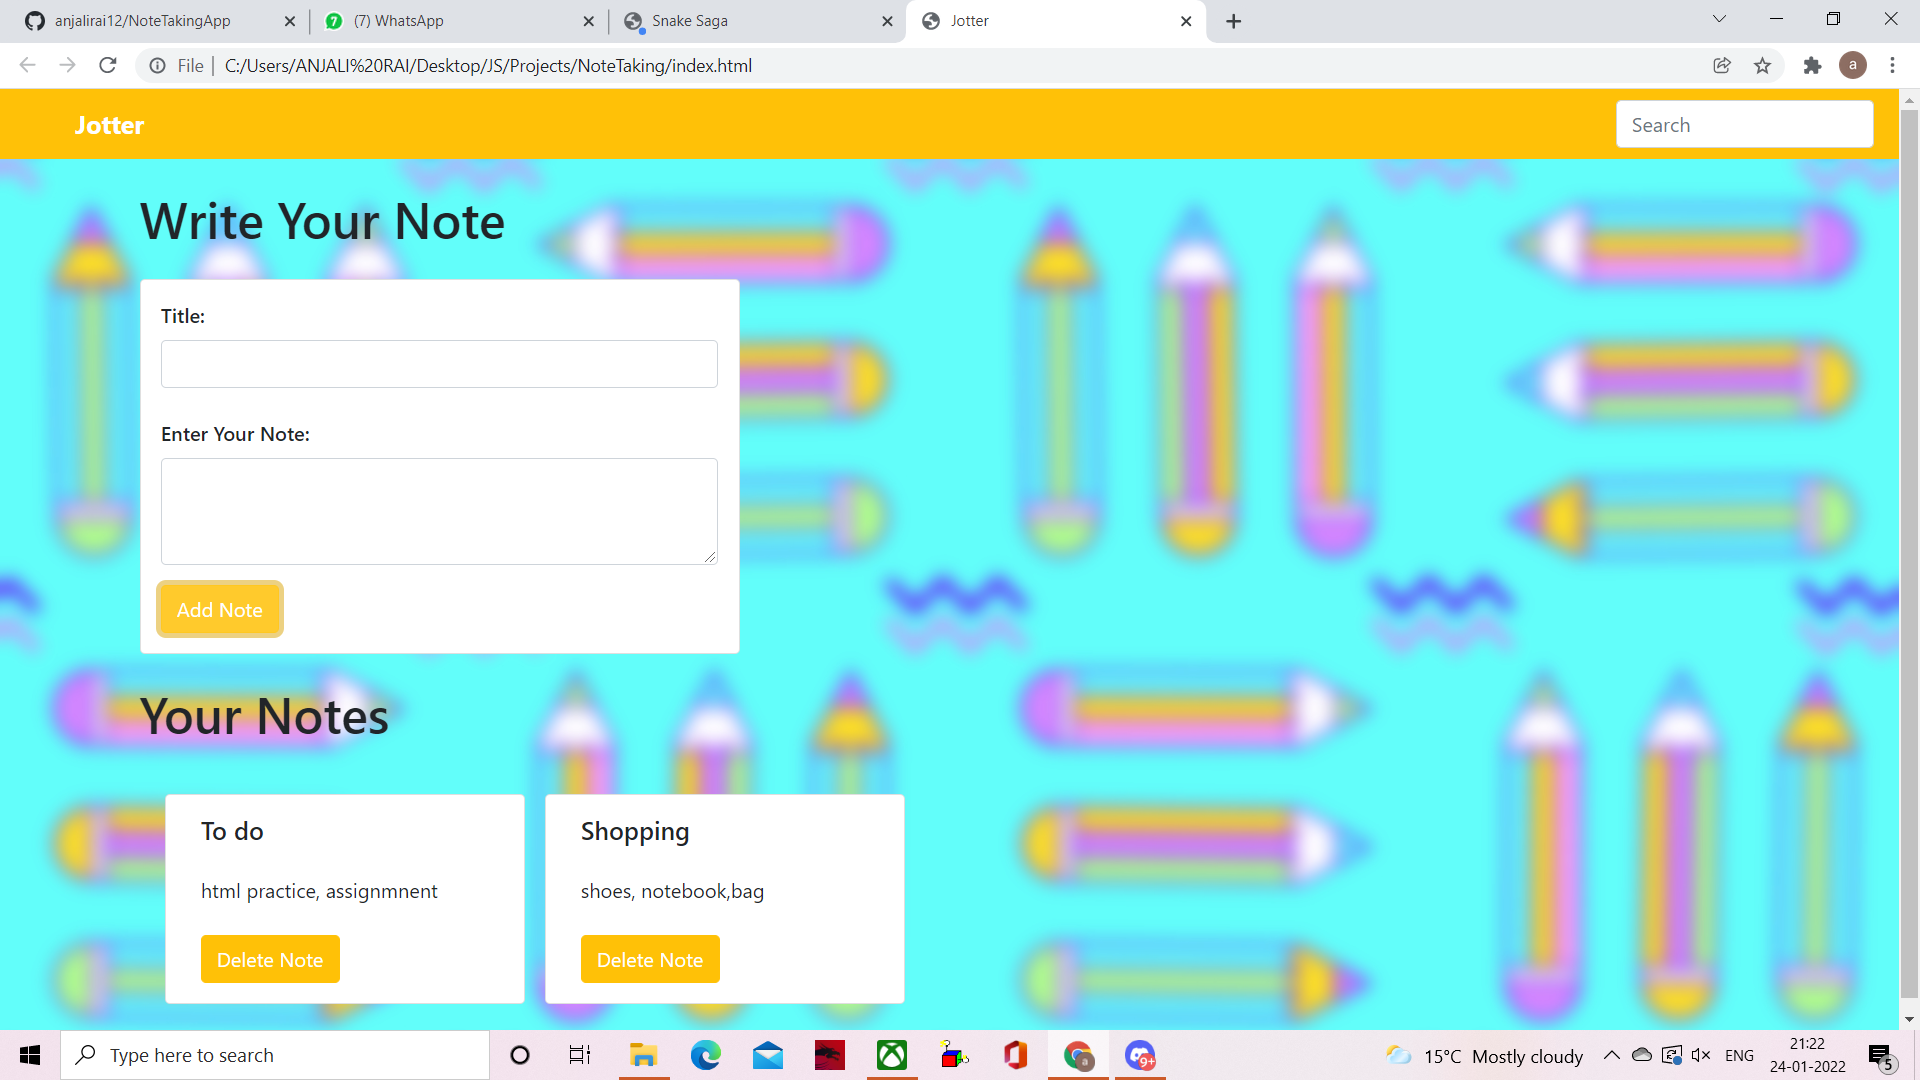 anjalirai12/NoteTakingApp
(7) WhatsApp
Snake Saga
Jotter
File
C:/Users/ANJALI%20RAI/Desktop/JS/Projects/NoteTaking/index.html
a
Jotter
Search
Write Your Note
Title:
Enter Your Note:
Add Note
Your Notes
To do
html practice, assignmnent
Delete Note
Shopping
shoes, notebook,bag
Delete Note
Type here to search
a
9+
15°C Mostly cloudy
ENG
21:22
24-01-2022
5